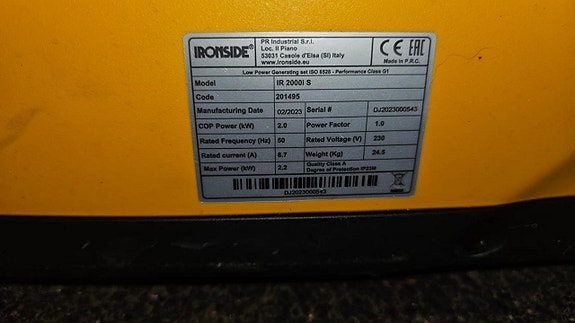 IRONSIDE®
PR Industrial S.r.l.
Loc. Il Piano
53031 Casole d'Elsa (SI) Italy
www.ironside.eu
CE EAC
Made in P.R.C.
Low Power Generating set ISO 8528 - Performance Class G1
Model IR 2000i S
Code 201495
Manufacturing Date 02/2023 Serial #
COP Power (kW) 2.0 Power Factor 1.0
Rated Frequency (Hz) 50 Rated Voltage (V) 230
Rated current (A) 8.7 Weight (Kg) 24.5
Max Power (kW) 2.2 Quality Class A
Degree of Protection IP23M